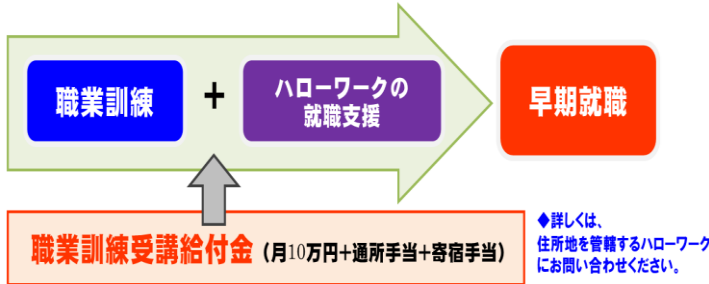 職業訓練
+
ハローワークの
就職支援
早期就職
職業訓練受講給付金（月10万円+通所手当+寄宿手当）
◆詳しくは、
住所地を管轄するハローワーク
にお問い合わせください。